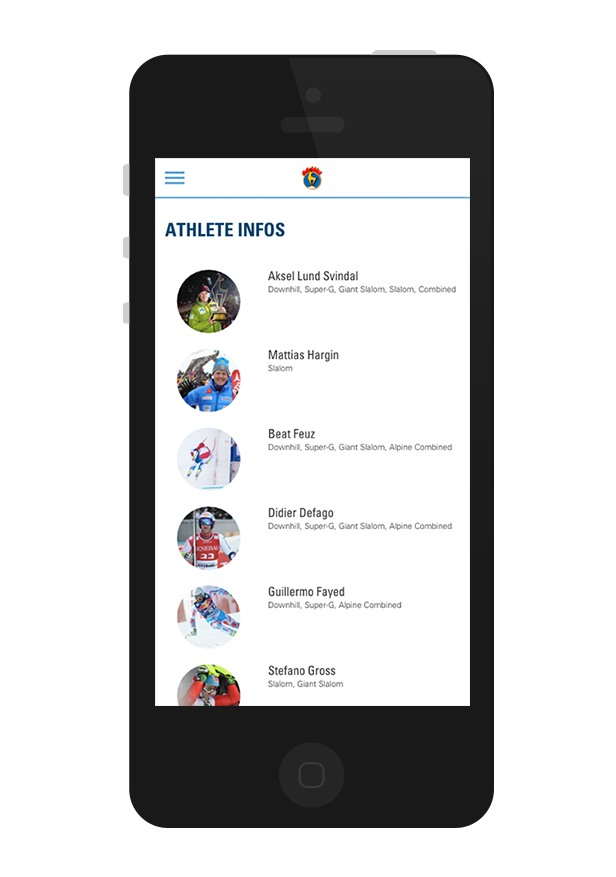 ATHLETE INFOS
Aksel Lund Svindal
Downhill, Super-G, Giant Slalom, Slalom, Combined
Mattias Hargin
Slalom
Beat Feuz
Downhill, Super-G, Giant Slalom, Alpine Combined
Didier Defago
Downhill, Super-G, Giant Slalom, Alpine Combined
33
Guillermo Fayed
Downhill, Super-G, Alpine Combined
Stefano Gross
Slalom, Giant Slalom